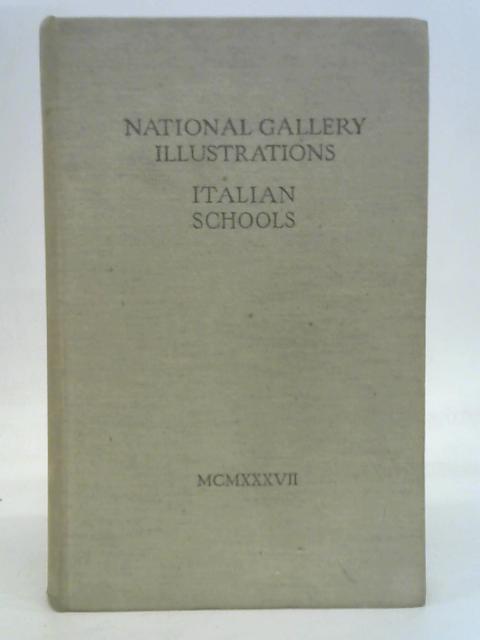 NATIONAL GALLERY
ILLUSTRATIONS
ITALIAN
SCHOOLS
MCMXXXVII